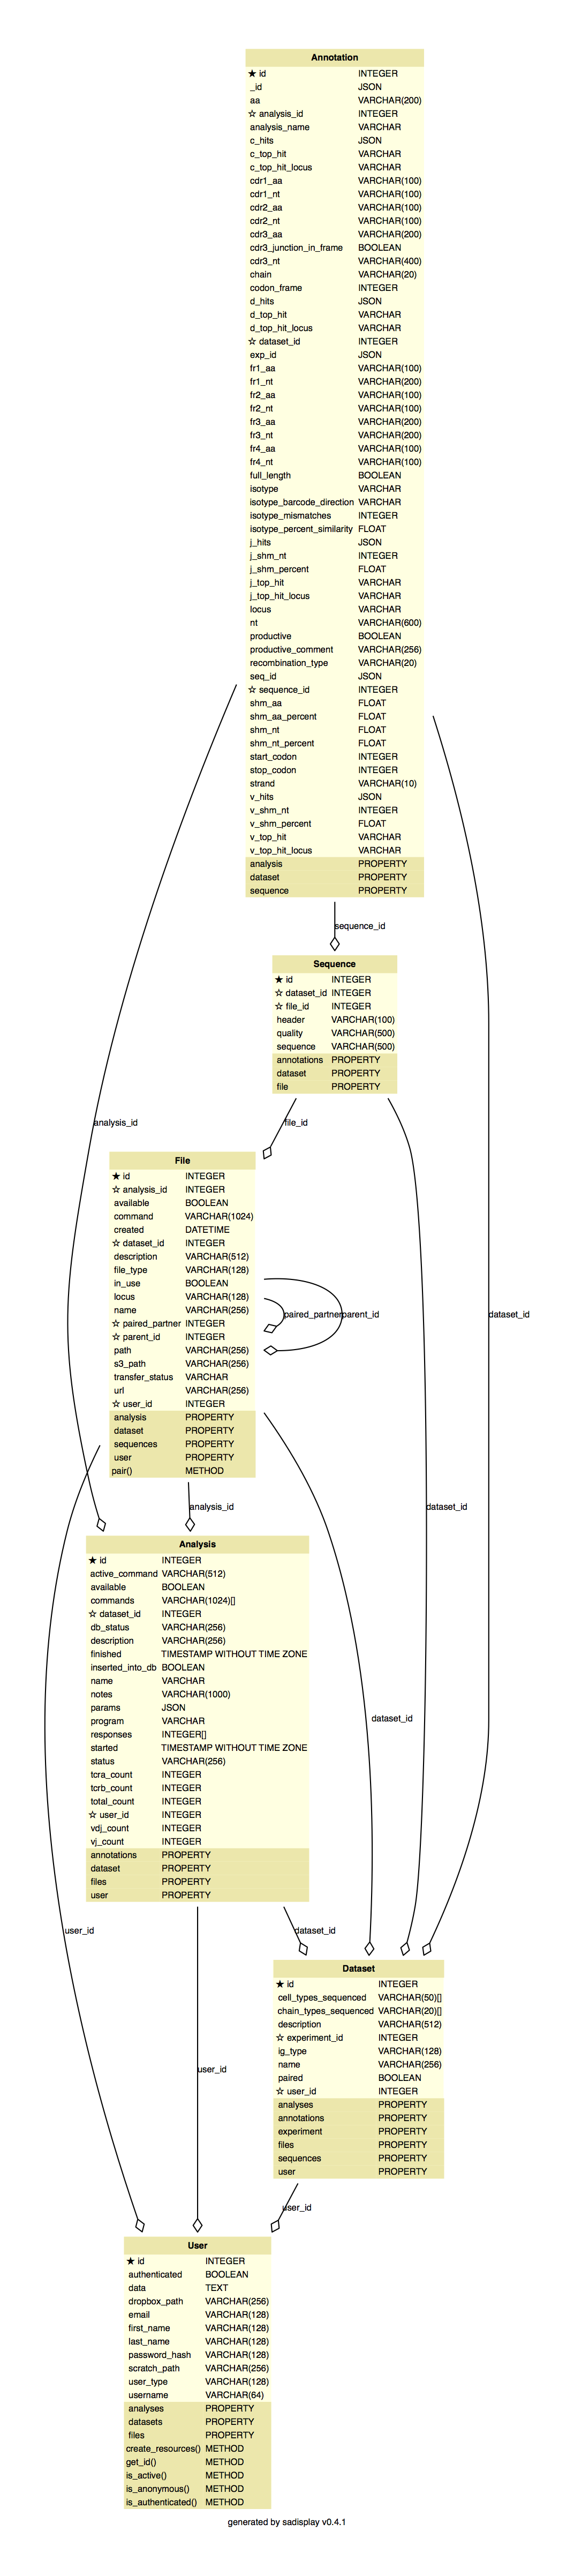 Annotation
★ id INTEGER
_id JSON
aa VARCHAR(200)
☆ analysis_id INTEGER
analysis_name VARCHAR
c_hits JSON
c_top_hit VARCHAR
c_top_hit_locus VARCHAR
cdr1_aa VARCHAR(100)
cdr1_nt VARCHAR(100)
cdr2_aa VARCHAR(100)
cdr2_nt VARCHAR(100)
cdr3_aa VARCHAR(200)
cdr3_junction_in_frame BOOLEAN
cdr3_nt VARCHAR(400)
chain VARCHAR(20)
codon_frame INTEGER
d_hits JSON
d_top_hit VARCHAR
d_top_hit_locus VARCHAR
☆ dataset_id INTEGER
exp_id JSON
fr1_aa VARCHAR(100)
fr1_nt VARCHAR(200)
fr2_aa VARCHAR(100)
fr2_nt VARCHAR(100)
fr3_aa VARCHAR(200)
fr3_nt VARCHAR(200)
fr4_aa VARCHAR(100)
fr4_nt VARCHAR(100)
full_length BOOLEAN
isotype VARCHAR
isotype_barcode_direction VARCHAR
isotype_mismatches INTEGER
isotype_percent_similarity FLOAT
j_hits JSON
j_shm_nt INTEGER
j_shm_percent FLOAT
j_top_hit VARCHAR
j_top_hit_locus VARCHAR
locus VARCHAR
nt VARCHAR(600)
productive BOOLEAN
productive_comment VARCHAR(256)
recombination_type VARCHAR(20)
seq_id JSON
☆ sequence_id INTEGER
shm_aa FLOAT
shm_aa_percent FLOAT
shm_nt FLOAT
shm_nt_percent FLOAT
start_codon INTEGER
stop_codon INTEGER
strand VARCHAR(10)
v_hits JSON
v_shm_nt INTEGER
v_shm_percent FLOAT
v_top_hit VARCHAR
v_top_hit_locus VARCHAR
analysis PROPERTY
dataset PROPERTY
sequence PROPERTY
sequence_id
Sequence
★ id INTEGER
☆ dataset_id INTEGER
☆ file_id INTEGER
header VARCHAR(100)
quality VARCHAR(500)
sequence VARCHAR(500)
annotations PROPERTY
dataset PROPERTY
file PROPERTY
analysis_id
file_id
File
★ id INTEGER
☆ analysis_id INTEGER
available BOOLEAN
command VARCHAR(1024)
created DATETIME
☆ dataset_id INTEGER
description VARCHAR(512)
file_type VARCHAR(128)
in_use BOOLEAN
locus VARCHAR(128)
name VARCHAR(256)
☆ paired_partner INTEGER
☆ parent_id INTEGER
path VARCHAR(256)
s3_path VARCHAR(256)
transfer_status VARCHAR
url VARCHAR(256)
☆ user_id INTEGER
analysis PROPERTY
dataset PROPERTY
sequences PROPERTY
user PROPERTY
pair() METHOD
paired_partner
parent_id
dataset_id
analysis_id
dataset_id
Analysis
★ id INTEGER
active_command VARCHAR(512)
available BOOLEAN
commands VARCHAR(1024)[]
☆ dataset_id INTEGER
db_status VARCHAR(256)
description VARCHAR(256)
finished TIMESTAMP WITHOUT TIME ZONE
inserted_into_db BOOLEAN
name VARCHAR
notes VARCHAR(1000)
params JSON
program VARCHAR
responses INTEGER[]
started TIMESTAMP WITHOUT TIME ZONE
status VARCHAR(256)
tcra_count INTEGER
tcrb_count INTEGER
total_count INTEGER
☆ user_id INTEGER
vdj_count INTEGER
vj_count INTEGER
annotations PROPERTY
dataset PROPERTY
files PROPERTY
user PROPERTY
dataset_id
user_id
dataset_id
Dataset
★ id INTEGER
cell_types_sequenced VARCHAR(50)[]
chain_types_sequenced VARCHAR(20)[]
description VARCHAR(512)
☆ experiment_id INTEGER
ig_type VARCHAR(128)
name VARCHAR(256)
paired BOOLEAN
☆ user_id INTEGER
analyses PROPERTY
annotations PROPERTY
experiment PROPERTY
files PROPERTY
sequences PROPERTY
user PROPERTY
user_id
user_id
User
★ id INTEGER
authenticated BOOLEAN
data TEXT
dropbox_path VARCHAR(256)
email VARCHAR(128)
first_name VARCHAR(128)
last_name VARCHAR(128)
password_hash VARCHAR(128)
scratch_path VARCHAR(256)
user_type VARCHAR(128)
username VARCHAR(64)
analyses PROPERTY
datasets PROPERTY
files PROPERTY
create_resources() METHOD
get_id() METHOD
is_active() METHOD
is_anonymous() METHOD
is_authenticated() METHOD
generated by sadisplay v0.4.1